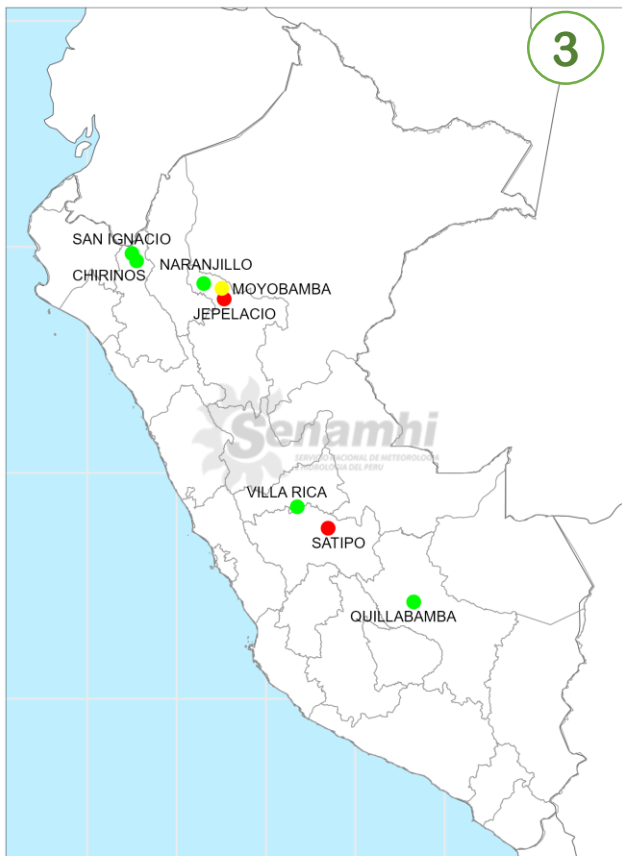 3
SAN IGNACIO
CHIRINOS
NARANJILLO
MOYOBAMBA
JEPELACIO
Senamhi
SERVICIO NACIONAL DE METEOROLOGÍA
E HIDROLOGÍA DEL PERÚ
VILLA RICA
SATIPO
QUILLABAMBA